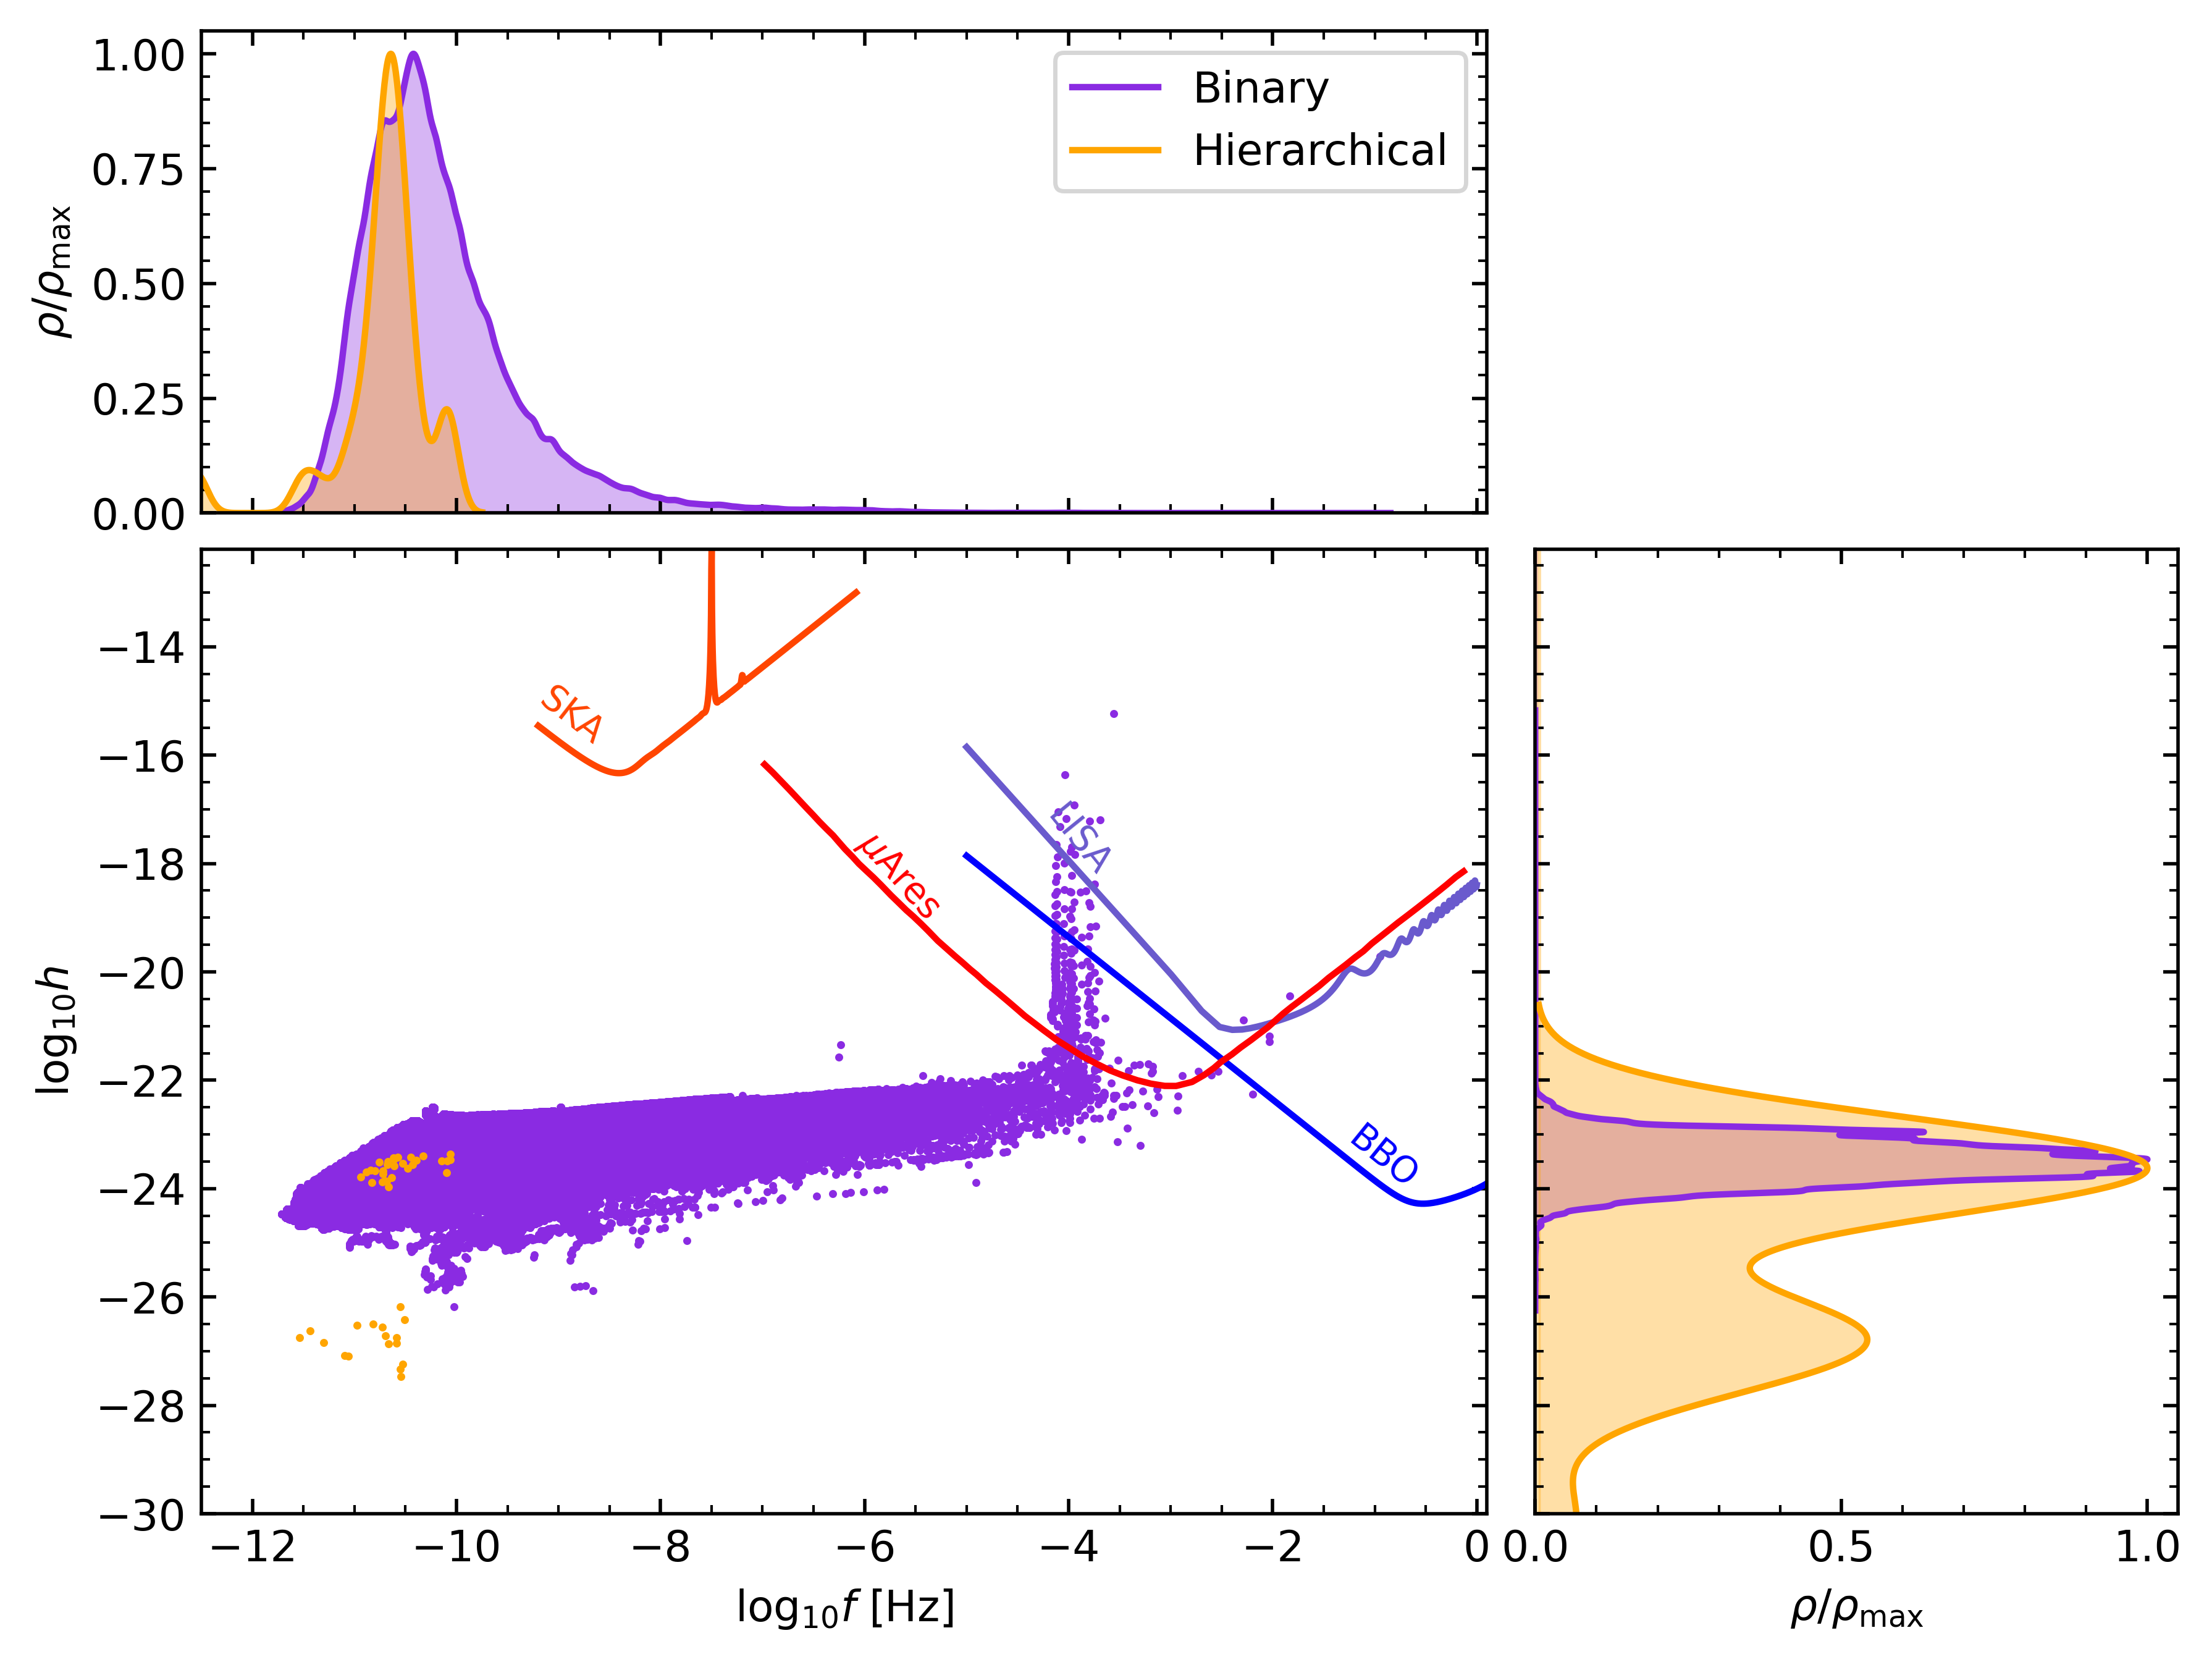 1.00
0.75
0.50
0.25
0.00
ρ/ρmax
Binary
Hierarchical
−14
−16
−18
−20
−22
−24
−26
−28
−30
log10h
SKA
μAres
LISA
BBO
−12 −10 −8 −6 −4 −2 0
log10f [Hz]
0.0 0.5 1.0
ρ/ρmax